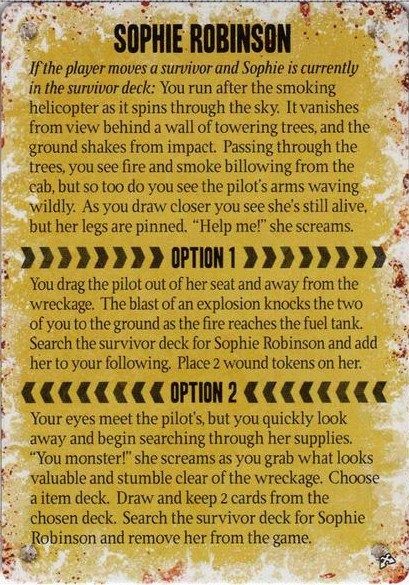 SOPHIE ROBINSON
If the player moves a survivor and Sophie is currently
in the survivor deck: You run after the smoking
helicopter as it spins through the sky. It vanishes
from view behind a wall of towering trees, and the
ground shakes from impact. Passing through the
trees, you see fire and smoke billowing from the
cab, but so too do you see the pilot's arms waving
wildly. As you draw closer you see she's still alive,
but her legs are pinned. "Help me!" she screams.
OPTION 1
You drag the pilot out of her seat and away from the
wreckage. The blast of an explosion knocks the two
of you to the ground as the fire reaches the fuel tank.
Search the survivor deck for Sophie Robinson and add
her to your following. Place 2 wound tokens on her.
OPTION 2
Your eyes meet the pilot's, but you quickly look
away and begin searching through her supplies.
"You monster!" she screams as you grab what looks
valuable and stumble clear of the wreckage. Choose
a item deck. Draw and keep 2 cards from the
chosen deck. Search the survivor deck for Sophie
Robinson and remove her from the game.